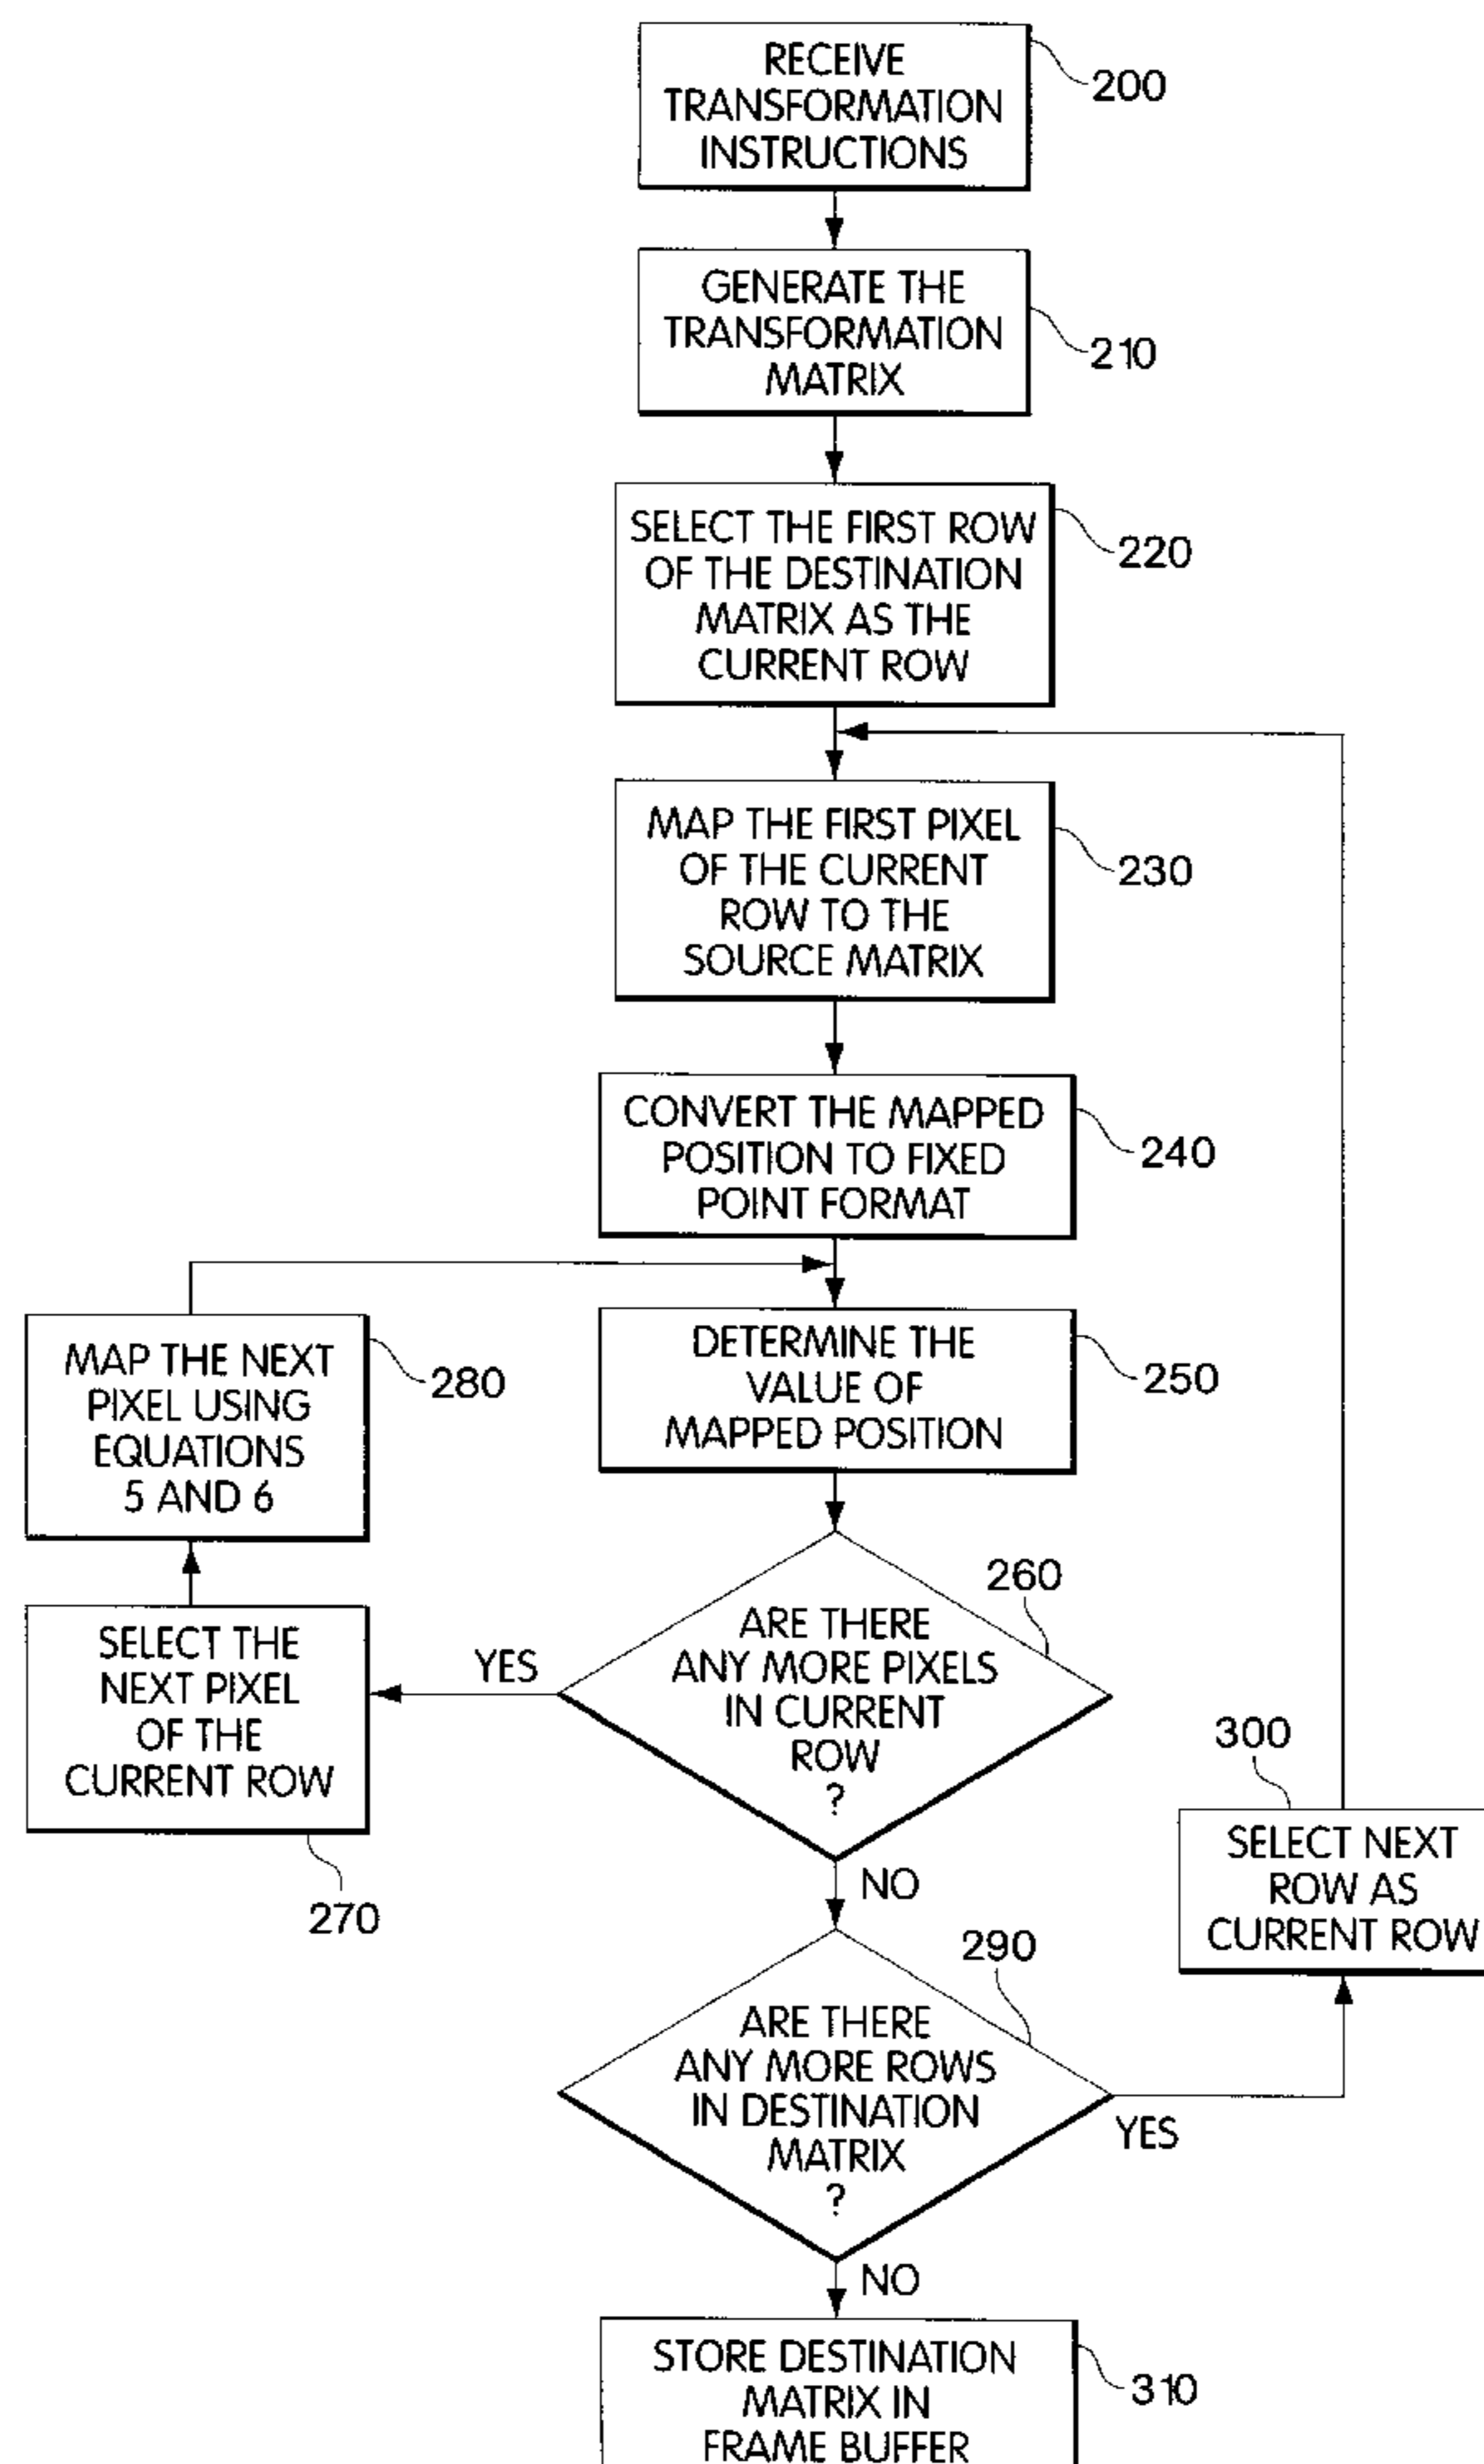 RECEIVE
TRANSFORMATION
INSTRUCTIONS
200
GENERATE THE
TRANSFORMATION
MATRIX
210
SELECT THE FIRST ROW
OF THE DESTINATION
MATRIX AS THE
CURRENT ROW
220
MAP THE FIRST PIXEL
OF THE CURRENT
ROW TO THE
SOURCE MATRIX
230
CONVERT THE MAPPED
POSITION TO FIXED
POINT FORMAT
240
DETERMINE THE
VALUE OF
MAPPED POSITION
250
MAP THE NEXT
PIXEL USING
EQUATIONS
5 AND 6
280
ARE THERE
ANY MORE PIXELS
IN CURRENT
ROW
?
260
YES
SELECT THE
NEXT PIXEL
OF THE
CURRENT ROW
270
NO
300
SELECT NEXT
ROW AS
CURRENT ROW
290
ARE THERE
ANY MORE ROWS
IN DESTINATION
MATRIX
?
YES
NO
STORE DESTINATION
MATRIX IN
FRAME BUFFER
310